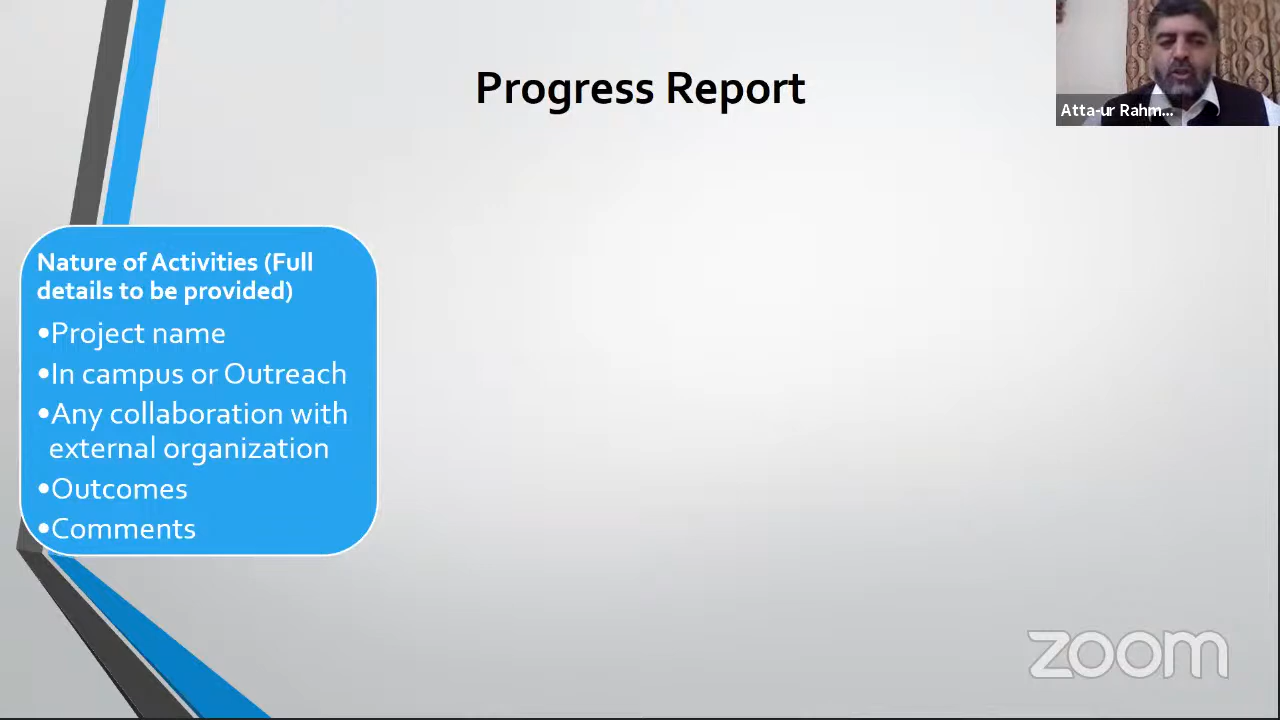 Progress Report
Atta-ur Rahm...
Nature of Activities (Full
details to be provided)
•Project name
•In campus or Outreach
•Any collaboration with
external organization
•Outcomes
•Comments
zoom